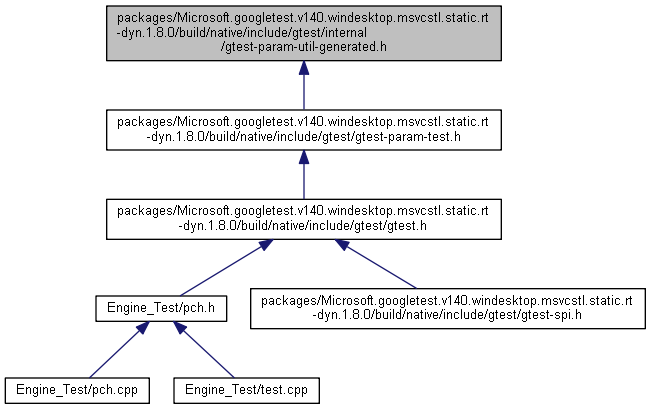 packages/Microsoft.googletest.v140.windesktop.msvcstl.static.rt
-dyn.1.8.0/build/native/include/gtest/internal
/gtest-param-util-generated.h
packages/Microsoft.googletest.v140.windesktop.msvcstl.static.rt
-dyn.1.8.0/build/native/include/gtest/gtest-param-test.h
packages/Microsoft.googletest.v140.windesktop.msvcstl.static.rt
-dyn.1.8.0/build/native/include/gtest/gtest.h
Engine_Test/pch.h
packages/Microsoft.googletest.v140.windesktop.msvcstl.static.rt
-dyn.1.8.0/build/native/include/gtest/gtest-spi.h
Engine_Test/pch.cpp
Engine_Test/test.cpp